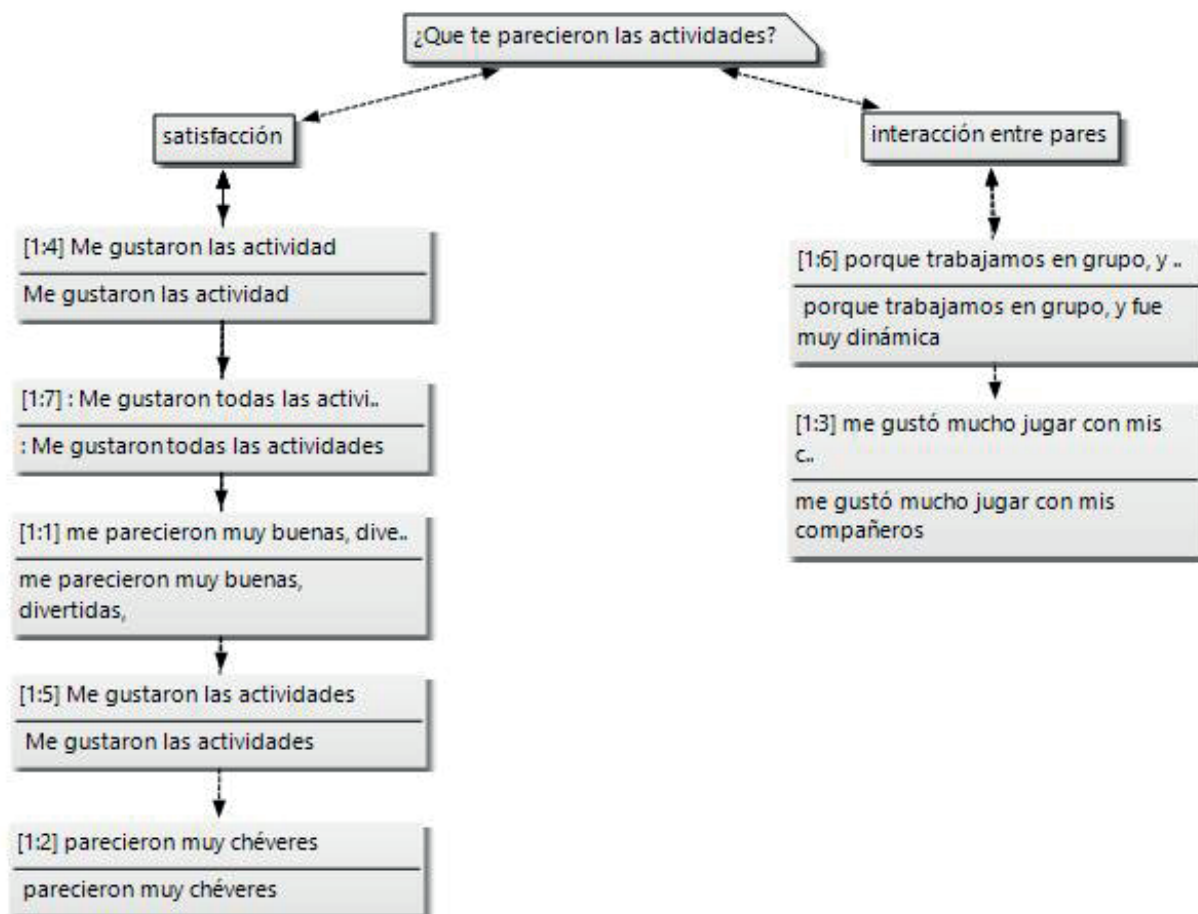 ¿Que te parecieron las actividades?
satisfacción
interacción entre pares
[1:4] Me gustaron las actividad
Me gustaron las actividad
[1:7] : Me gustaron todas las activi..
: Me gustaron todas las actividades
[1:1] me parecieron muy buenas, dive..
me parecieron muy buenas,
divertidas,
[1:5] Me gustaron las actividades
Me gustaron las actividades
[1:2] parecieron muy chéveres
parecieron muy chéveres
[1:6] porque trabajamos en grupo, y ..
porque trabajamos en grupo, y fue
muy dinámica
[1:3] me gustó mucho jugar con mis
c..
me gustó mucho jugar con mis
compañeros